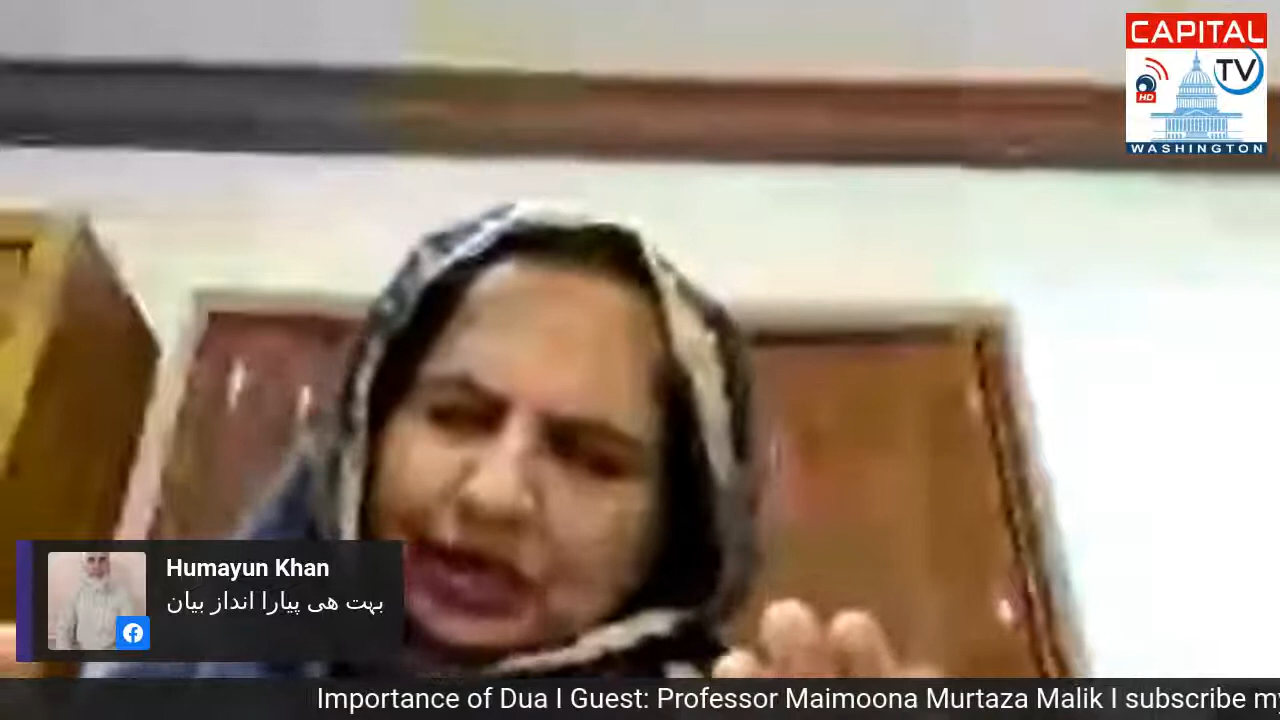 CAPITAL
TV
HD
WASHINGTON
Humayun Khan
بہت ھی پیارا انداز بیان
Importance of Dua I Guest: Professor Maimoona Murtaza Malik I subscribe my